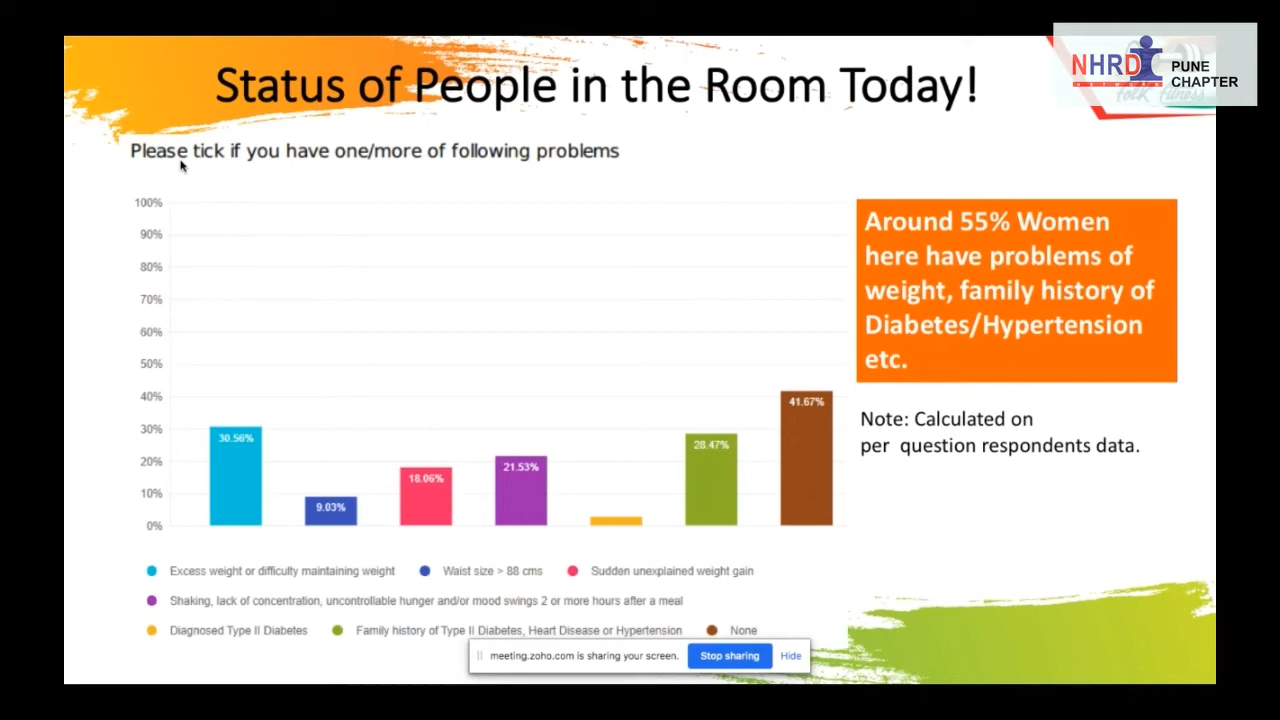 Status of People in the Room Today!
NHRD
NETWORK
PUNE
CHAPTER
Please tick if you have one/more of following problems
100%
90%
80%
70%
60%
50%
40%
30%
20%
10%
0%
30.56%
9.03%
18.06%
21.53%
28.47%
41.67%
Around 55% Women
here have problems of
weight, family history of
Diabetes/Hypertension
etc.
Note: Calculated on
per question respondents data.
Excess weight or difficulty maintaining weight
Waist size > 88 cms
Sudden unexplained weight gain
Shaking, lack of concentration, uncontrollable hunger and/or mood swings 2 or more hours after a meal
Diagnosed Type II Diabetes
Family history of Type II Diabetes, Heart Disease or Hypertension
None
meeting.zoho.com is sharing your screen.
Stop sharing
Hide